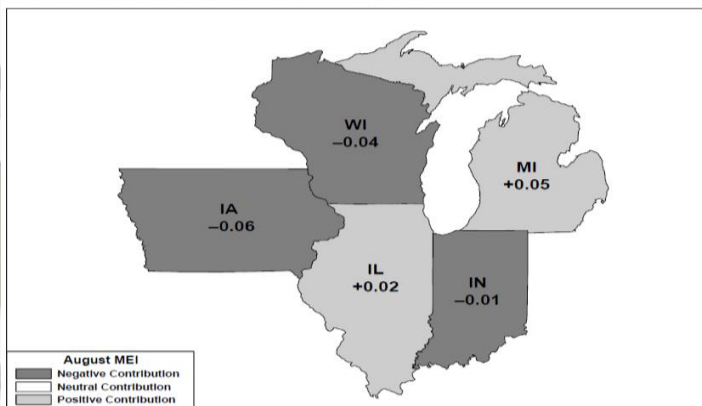 WI
−0.04
MI
+0.05
IA
−0.06
IL
+0.02
IN
−0.01
August MEI
Negative Contribution
Neutral Contribution
Positive Contribution